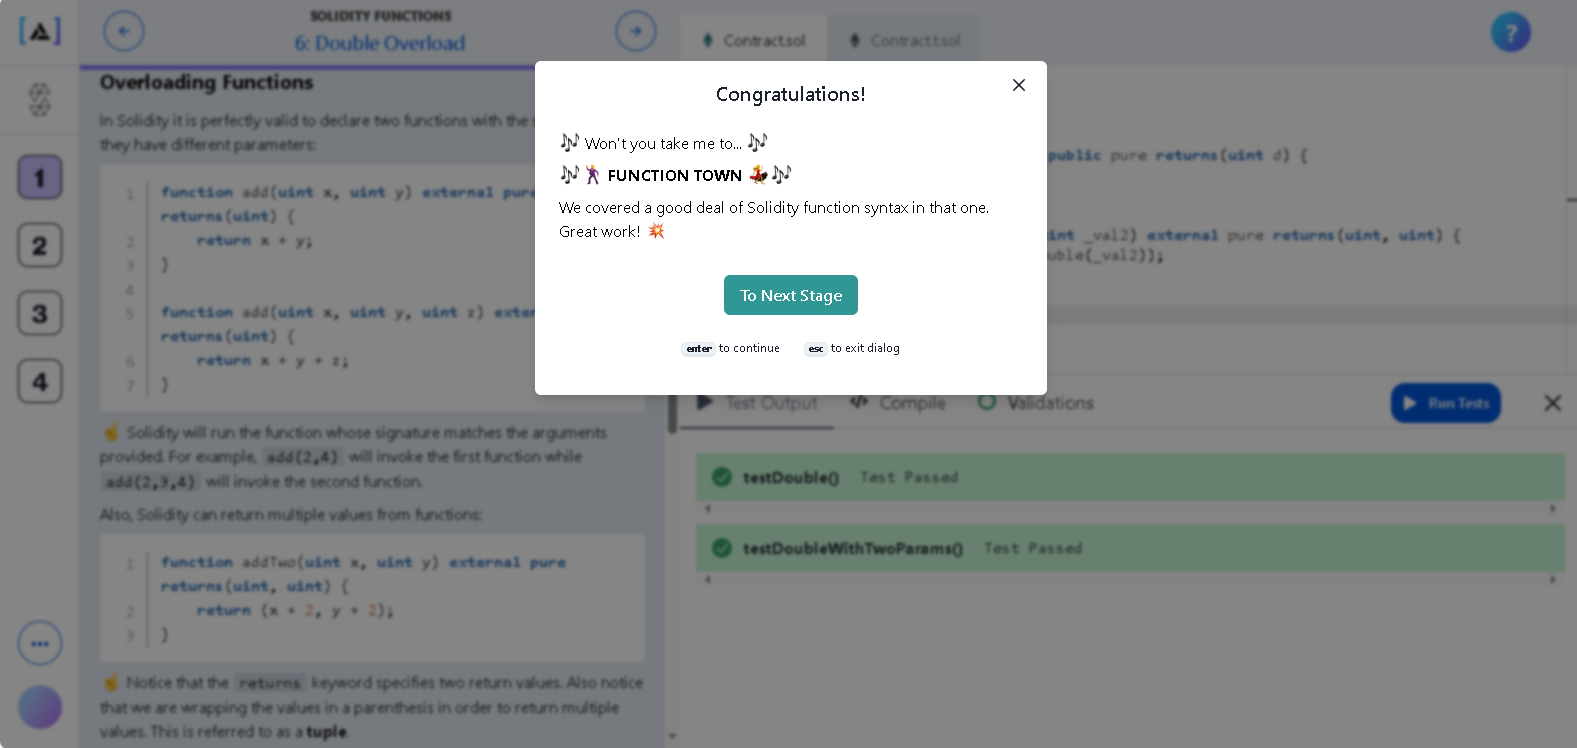 SOLIDITY FUNCTIONS
6: Double Overload
Contract.sol
Contract.t.sol
?
Overloading Functions
In Solidity it is perfectly valid to declare two functions with the
they have different parameters:
1 function add(uint x, uint y) external pure
returns(uint) {
2 return x + y;
3 }
4
5 function add(uint x, uint y, uint z)
returns(uint) {
6 return x + y + z;
7 }
☝️ Solidity will run the function whose signature matches the arguments
provided. For example, add(2,4) will invoke the first function while
add(2,3,4) will invoke the second function.
Also, Solidity can return multiple values from functions:
1 function addTwo(uint x, uint y) external pure
returns(uint, uint) {
2 return (x + 2, y + 2);
3 }
☝️ Notice that the returns keyword specifies two return values. Also notice
that we are wrapping the values in a parenthesis in order to return multiple
values. This is referred to as a tuple.
1
2
3
4
Congratulations!
🎶 Won't you take me to... 🎶
🎶🕺 FUNCTION TOWN 💃🎶
We covered a good deal of Solidity function syntax in that one.
Great work! 💥
To Next Stage
enter to continue esc to exit dialog
public pure returns(uint d) {
_val2) external pure returns(uint, uint) {
(_val2));
Test Output
Compile
Validations
Run Tests
testDouble() Test Passed
testDoubleWithTwoParams() Test Passed